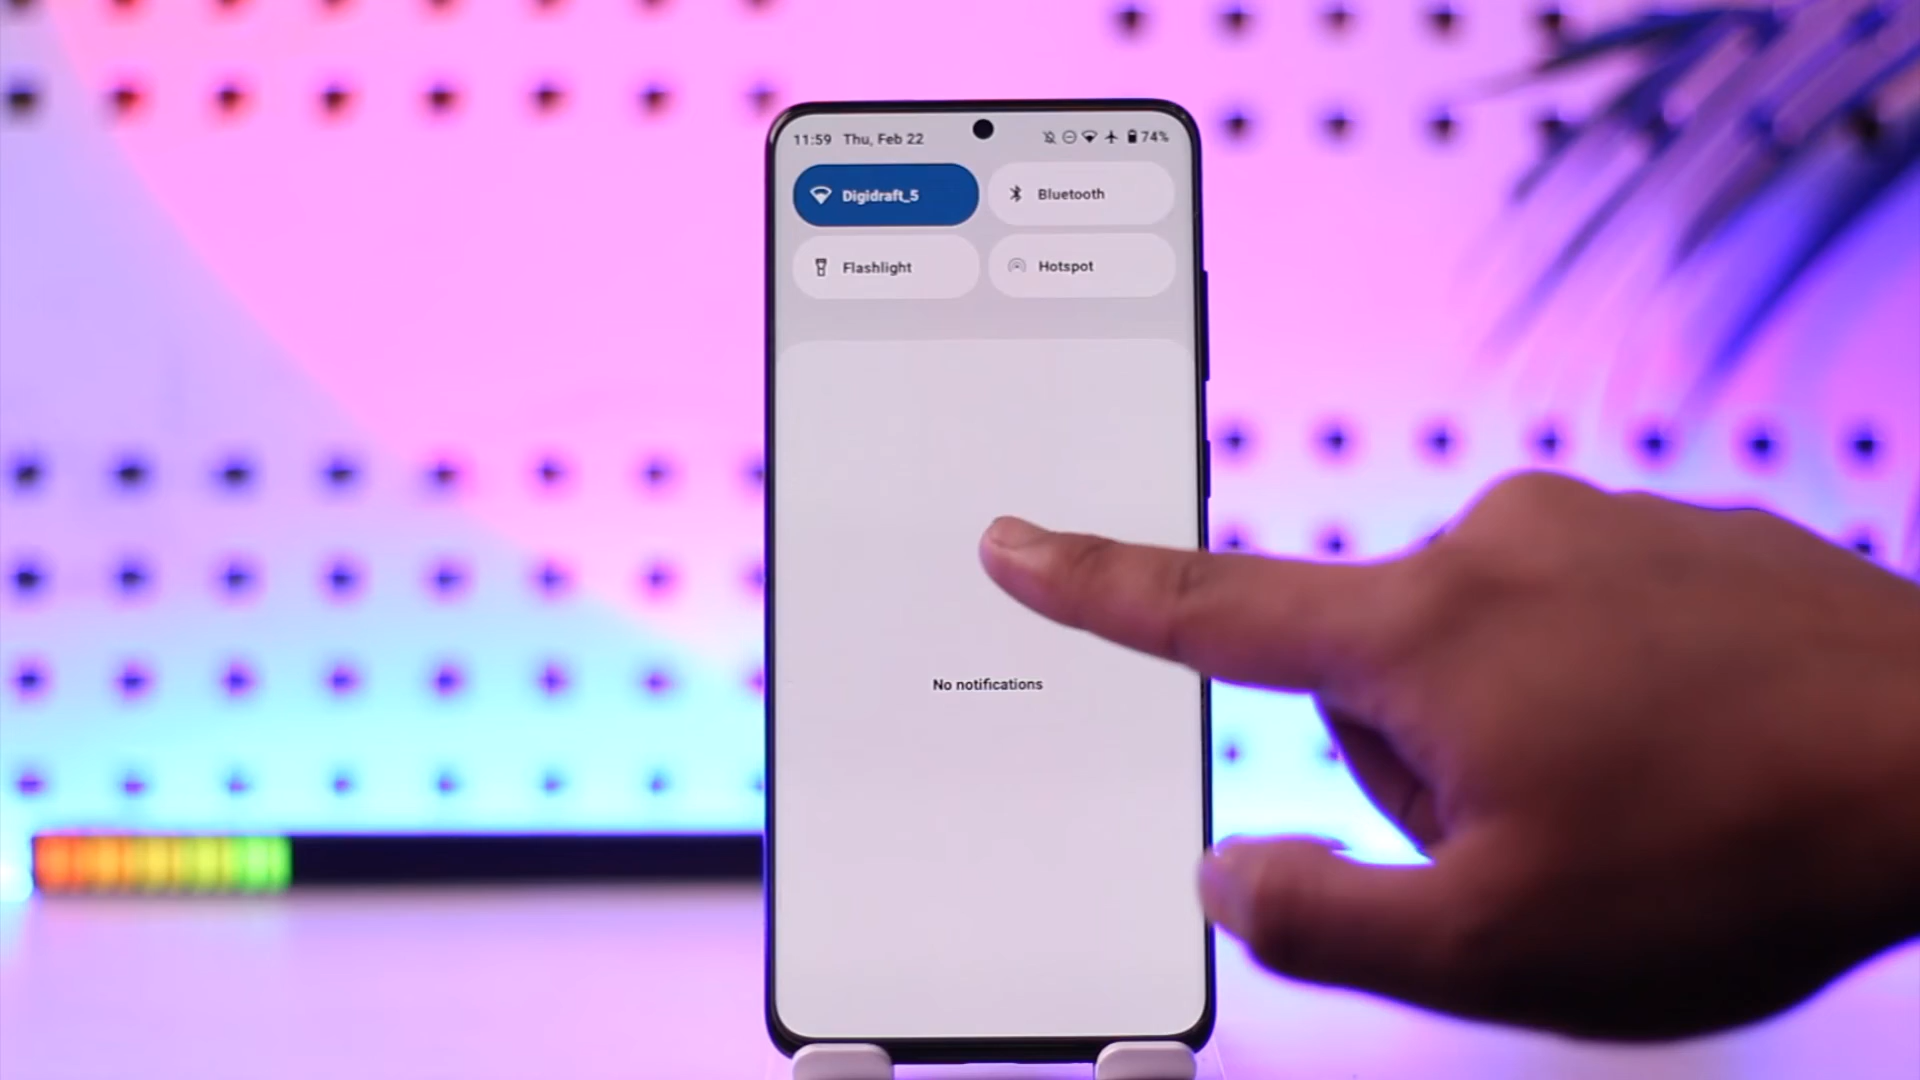 11:59 Thu, Feb 22 74%
Digidraft_5 Bluetooth
Flashlight Hotspot
No notifications